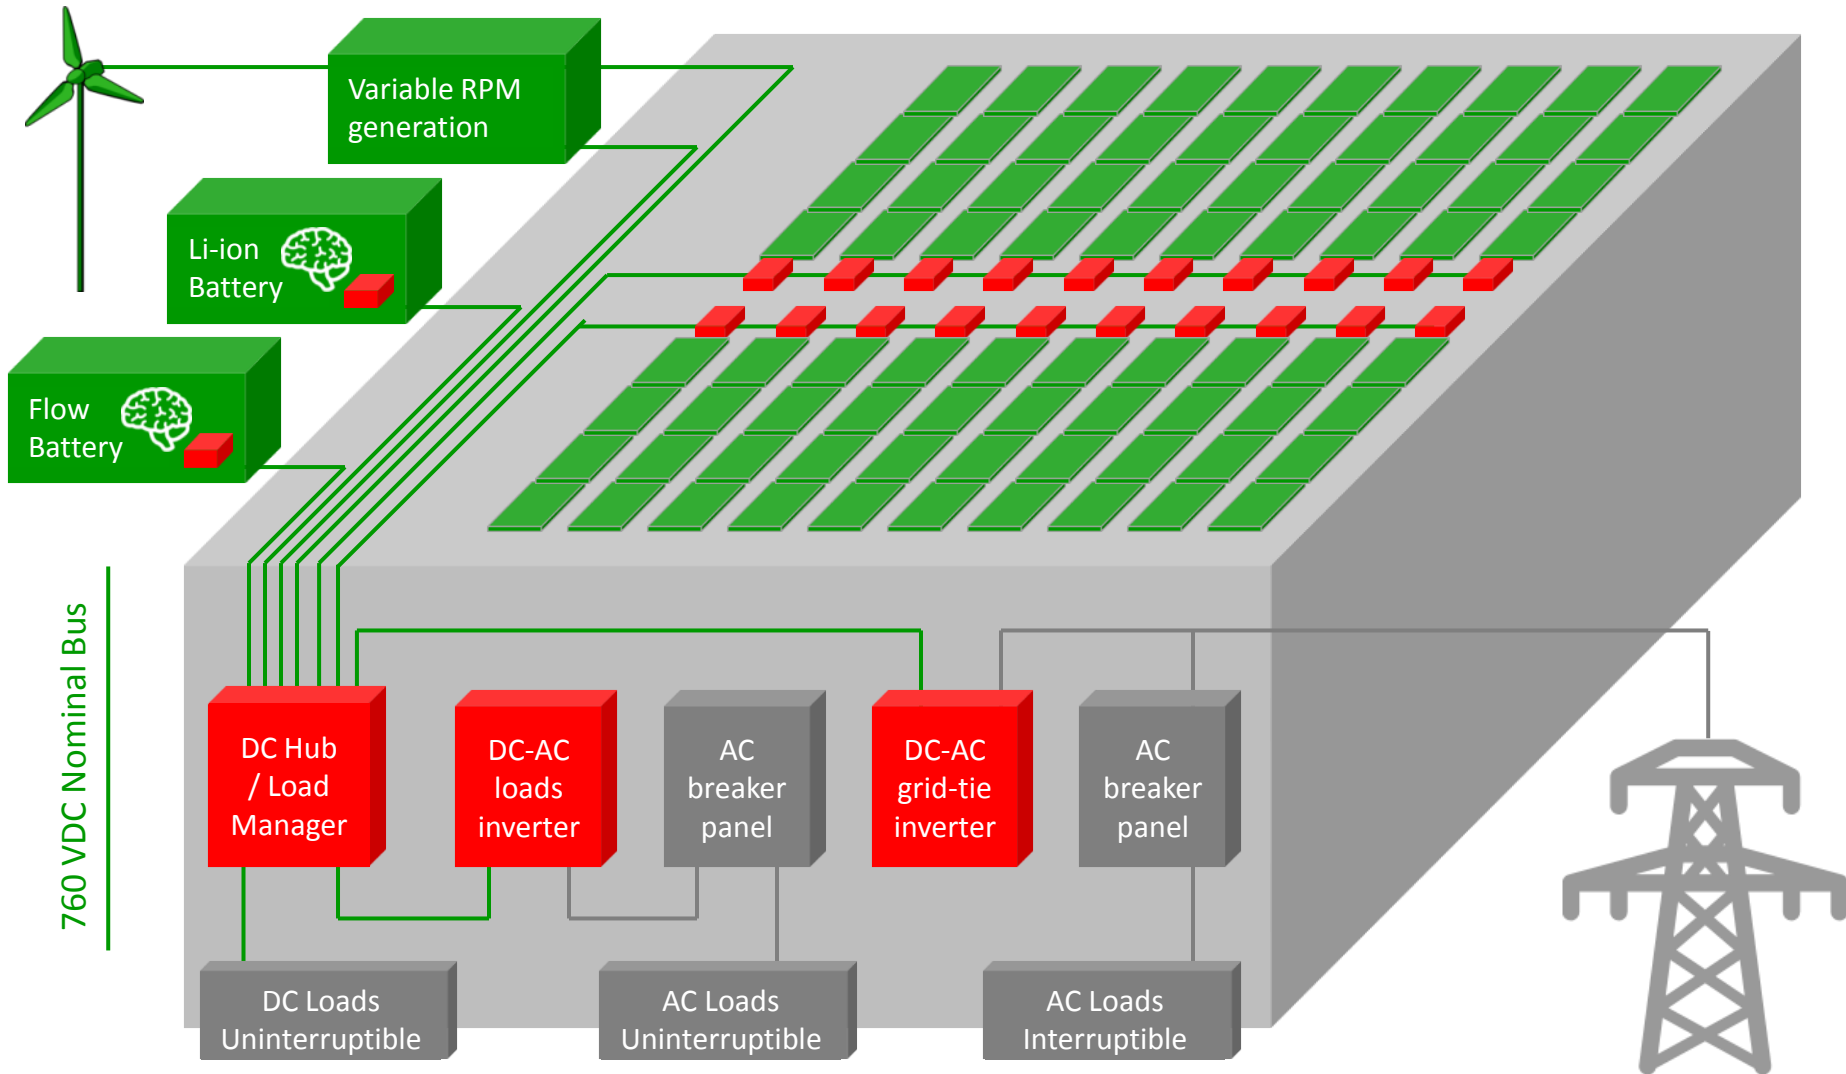 Variable RPM
generation
Li-ion
Battery
Flow
Battery
760 VDC Nominal Bus
DC Hub
/ Load
Manager
DC-AC
loads
inverter
AC
breaker
panel
DC-AC
grid-tie
inverter
AC
breaker
panel
DC Loads
Uninterruptible
AC Loads
Uninterruptible
AC Loads
Interruptible